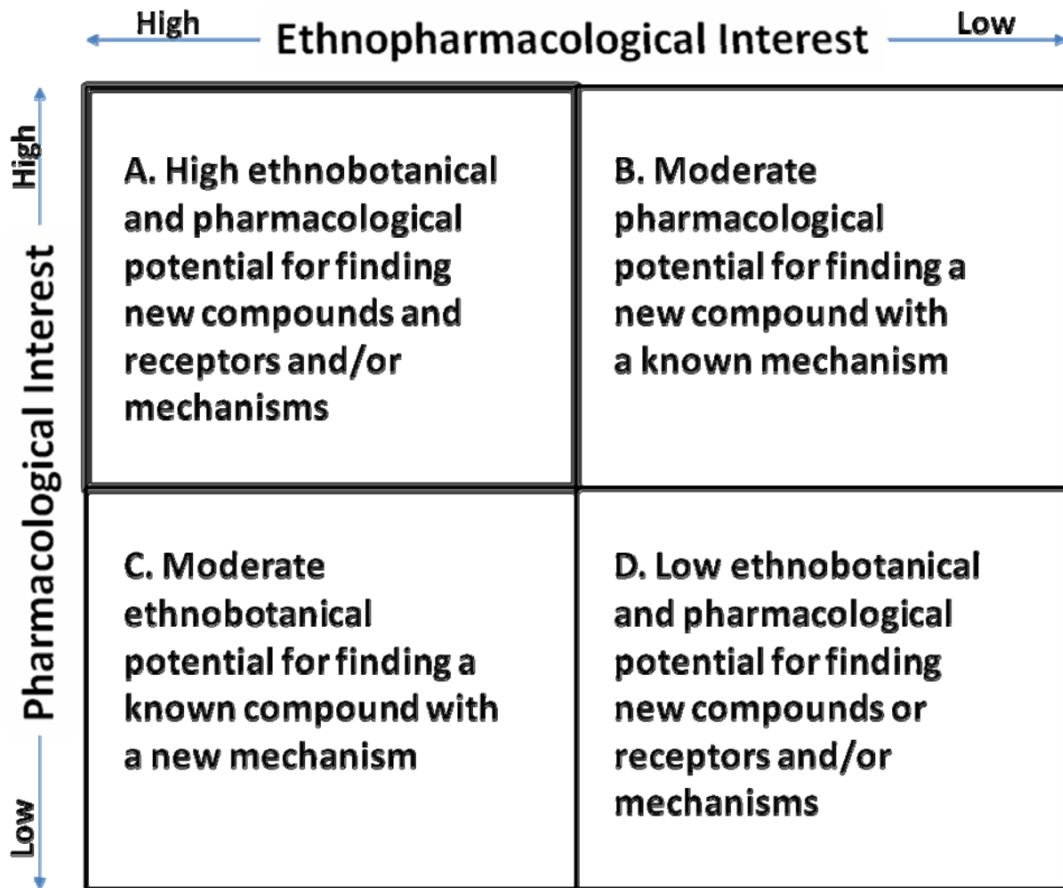 High
Ethnopharmacological Interest
Low
High
Pharmacological Interest
Low
A. High ethnobotanical
and pharmacological
potential for finding
new compounds and
receptors and/or
mechanisms
B. Moderate
pharmacological
potential for finding a
new compound with
a known mechanism
C. Moderate
ethnobotanical
potential for finding a
known compound with
a new mechanism
D. Low ethnobotanical
and pharmacological
potential for finding
new compounds or
receptors and/or
mechanisms